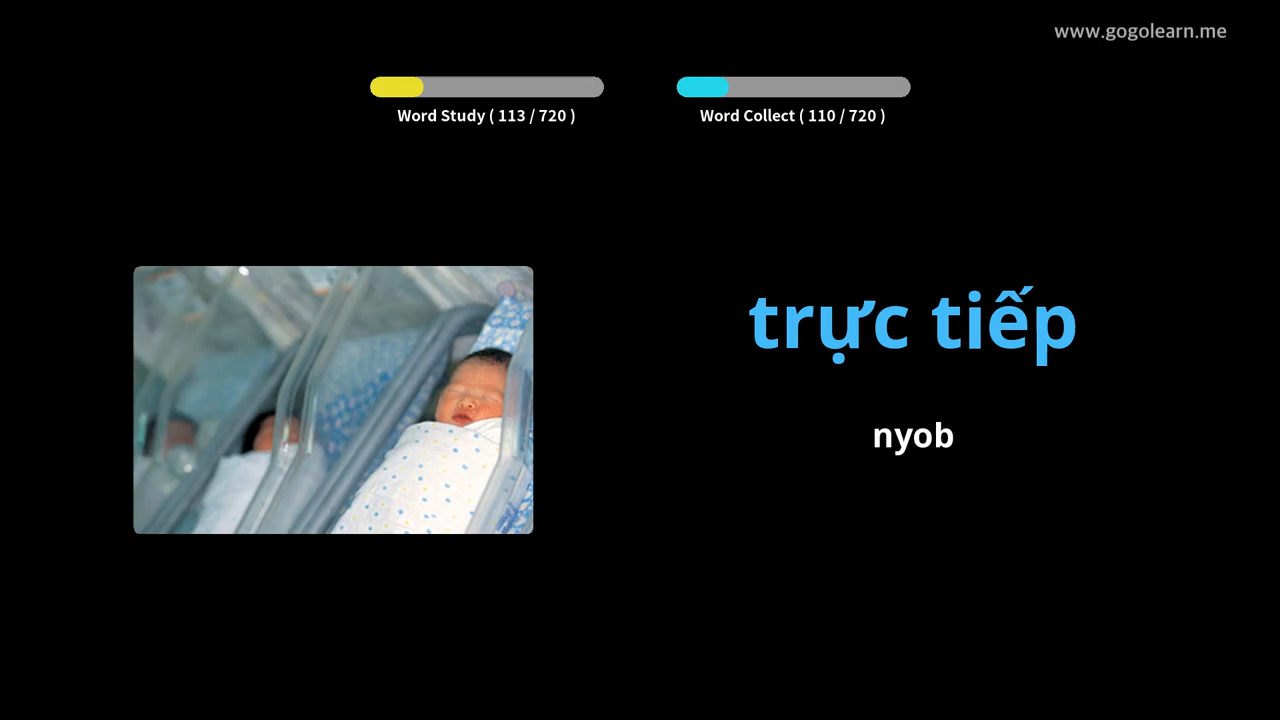 www.gogolearn.me
Word Study ( 113 / 720 )
Word Collect ( 110 / 720 )
trực tiếp
nyob